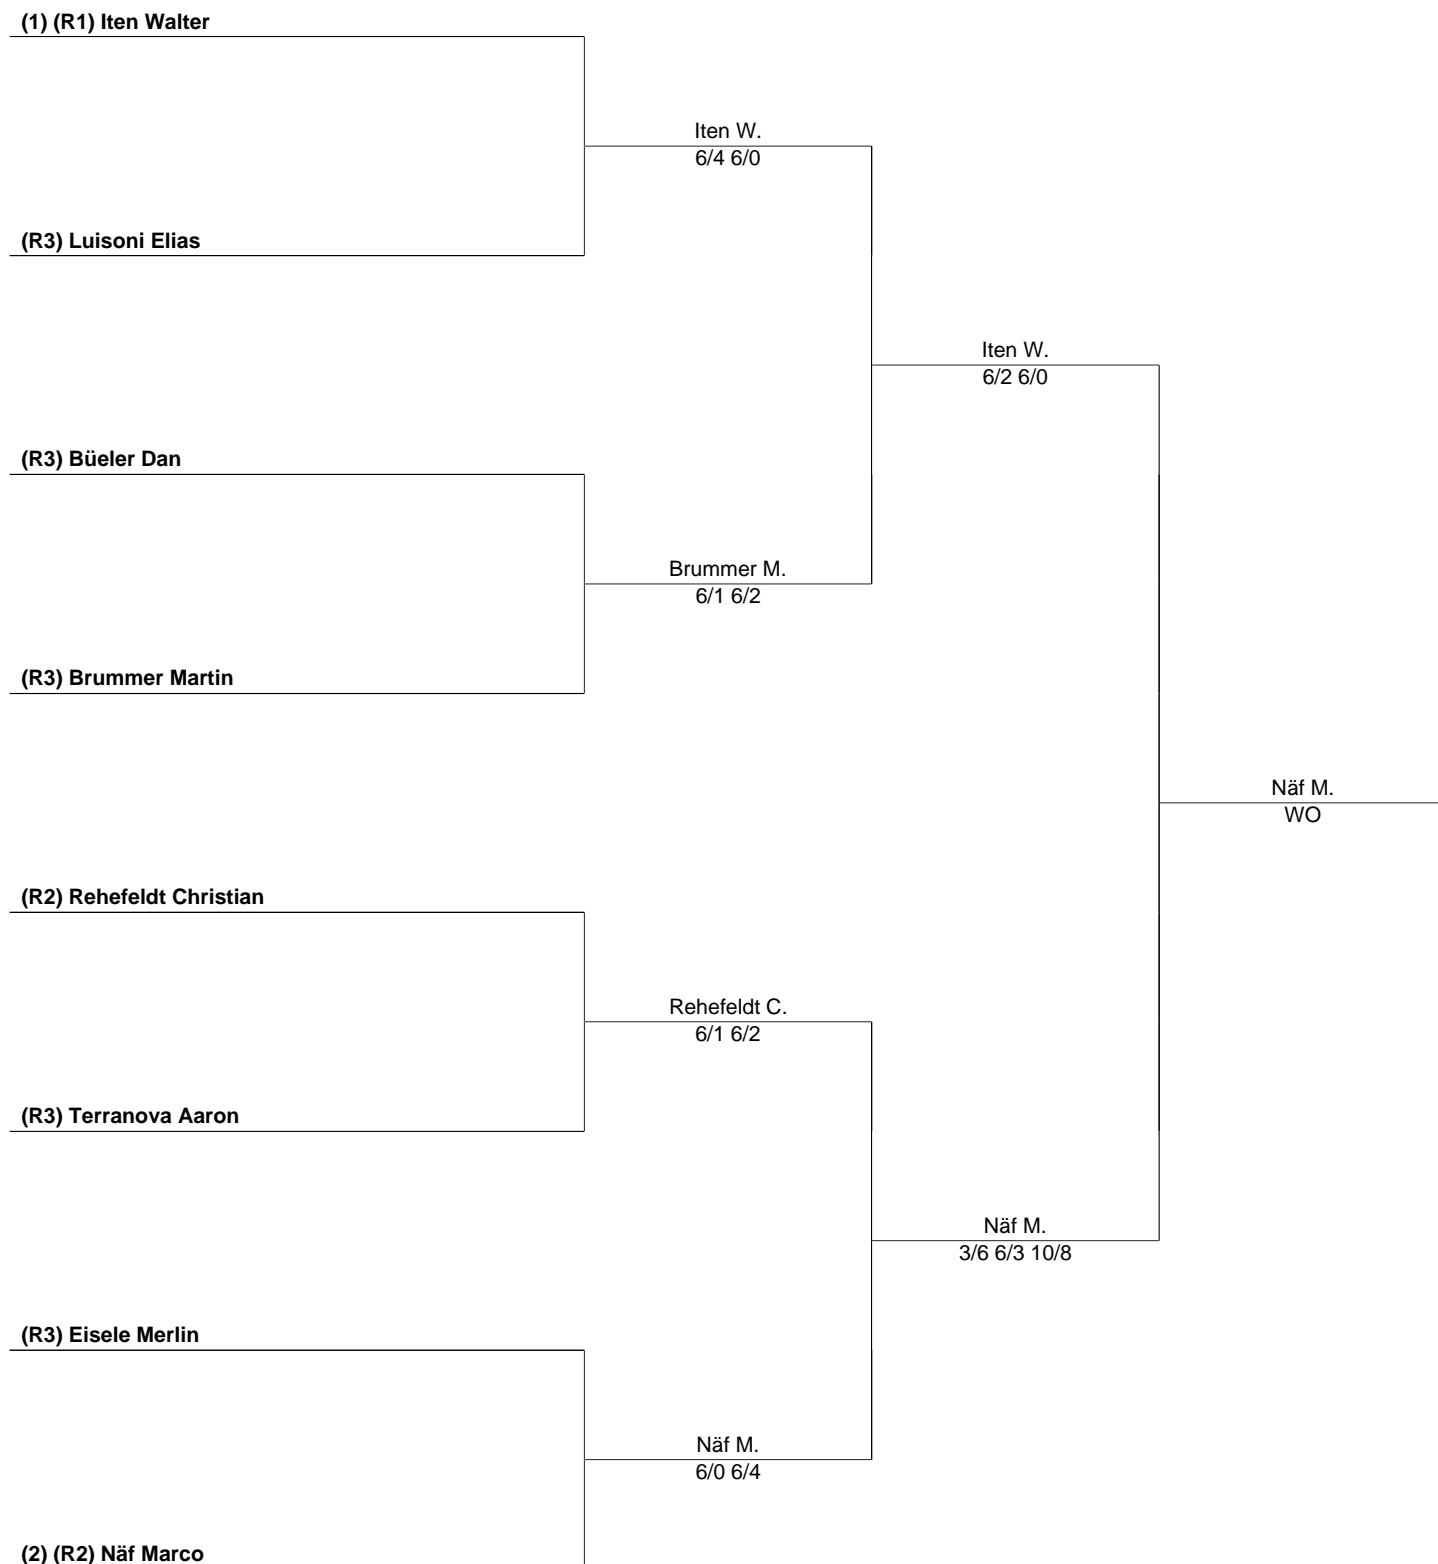 (1) (R1) Iten Walter
Iten W.
6/4 6/0
(R3) Luisoni Elias
Iten W.
6/2 6/0
(R3) Büeler Dan
Brummer M.
6/1 6/2
(R3) Brummer Martin
Näf M.
WO
(R2) Rehefeldt Christian
Rehefeldt C.
6/1 6/2
(R3) Terranova Aaron
Näf M.
3/6 6/3 10/8
(R3) Eisele Merlin
Näf M.
6/0 6/4
(2) (R2) Näf Marco